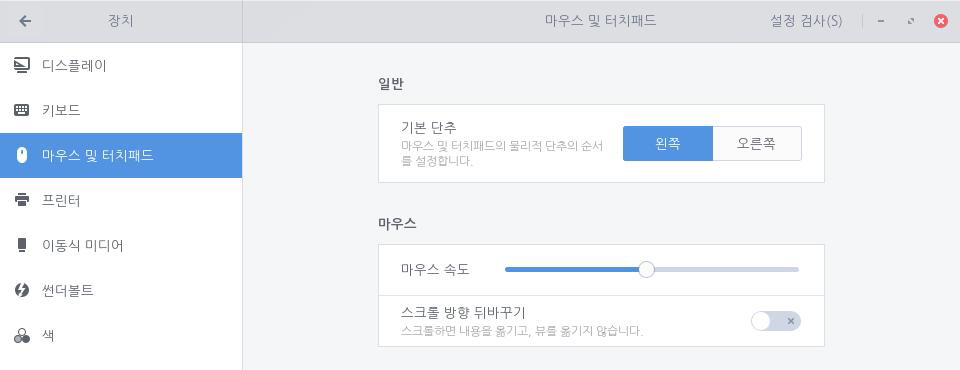 장치
마우스 및 터치패드
설정 검사(S)
디스플레이
키보드
마우스 및 터치패드
프린터
이동식 미디어
썬더볼트
색
일반
기본 단추
마우스 및 터치패드의 물리적 단추의 순서
를 설정합니다.
왼쪽
오른쪽
마우스
마우스 속도
스크롤 방향 뒤바꾸기
스크롤하면 내용을 옮기고, 뷰를 옮기지 않습니다.